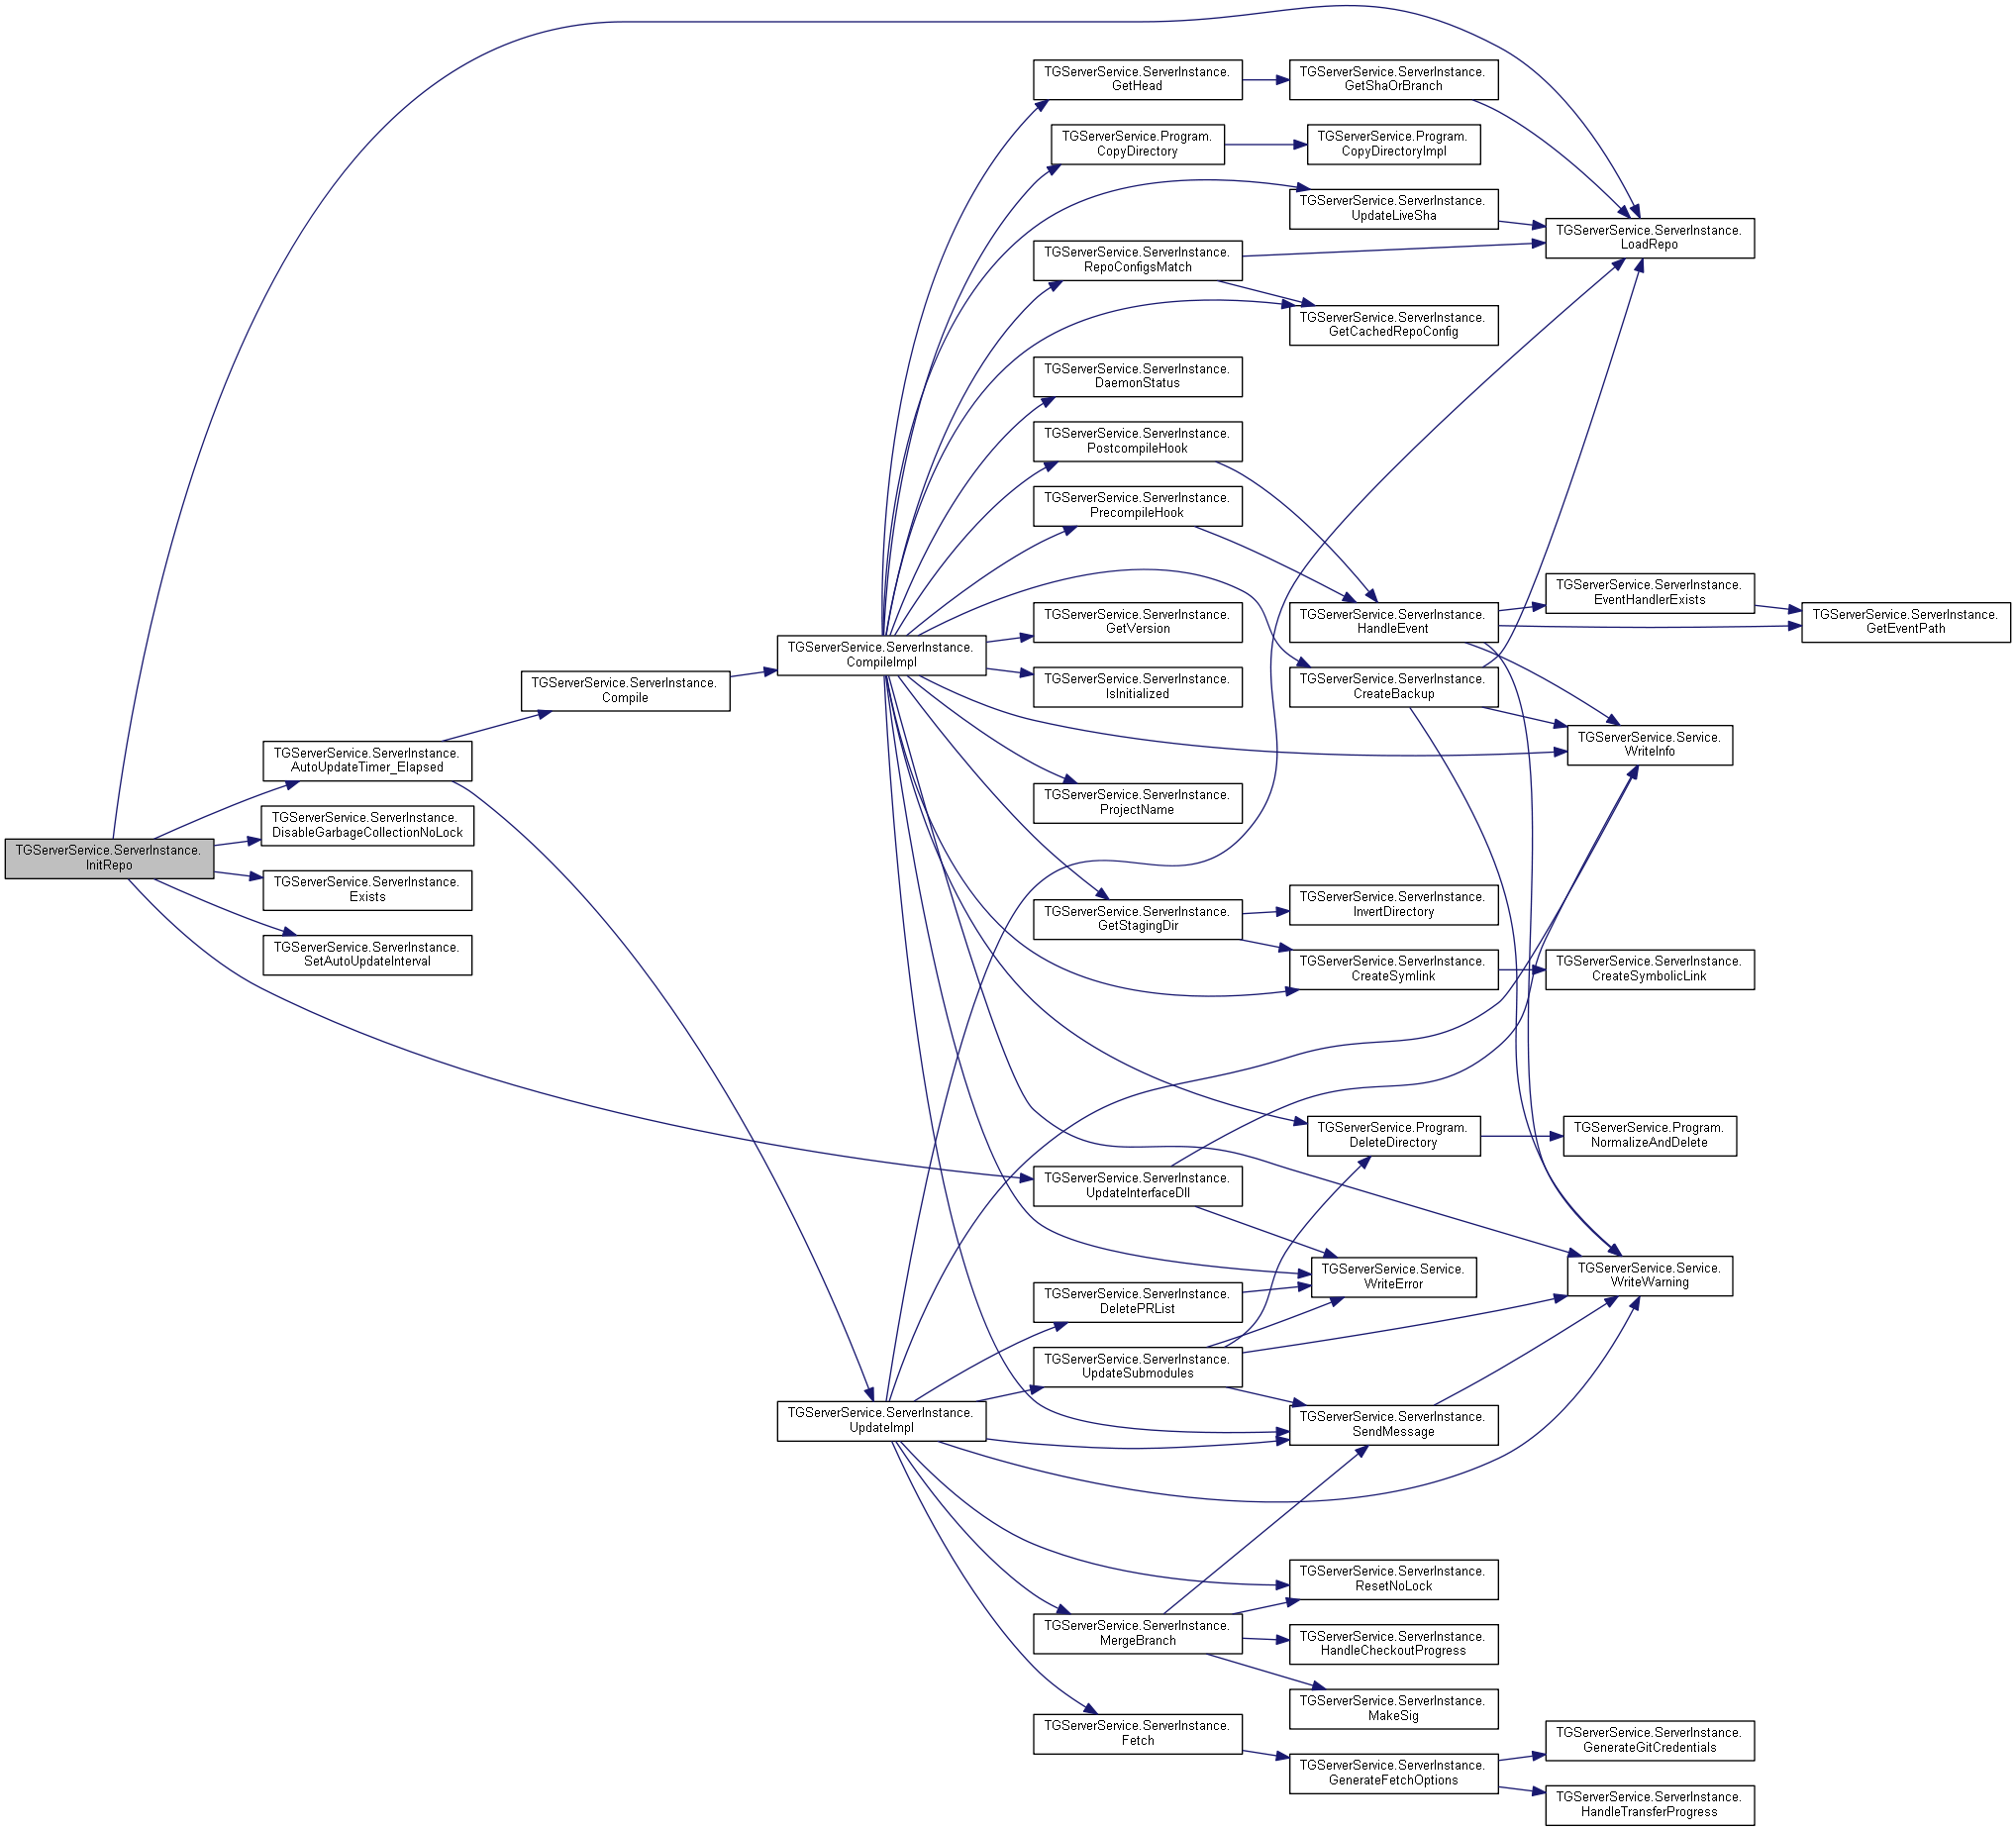 TGServerService.ServerInstance.
GetHead
TGServerService.ServerInstance.
GetShaOrBranch
TGServerService.Program.
CopyDirectory
TGServerService.Program.
CopyDirectoryImpl
TGServerService.ServerInstance.
UpdateLiveSha
TGServerService.ServerInstance.
LoadRepo
TGServerService.ServerInstance.
RepoConfigsMatch
TGServerService.ServerInstance.
GetCachedRepoConfig
TGServerService.ServerInstance.
DaemonStatus
TGServerService.ServerInstance.
PostcompileHook
TGServerService.ServerInstance.
PrecompileHook
TGServerService.ServerInstance.
EventHandlerExists
TGServerService.ServerInstance.
GetVersion
TGServerService.ServerInstance.
HandleEvent
TGServerService.ServerInstance.
GetEventPath
TGServerService.ServerInstance.
CompileImpl
TGServerService.ServerInstance.
IsInitialized
TGServerService.ServerInstance.
CreateBackup
TGServerService.ServerInstance.
Compile
TGServerService.Service.
WriteInfo
TGServerService.ServerInstance.
AutoUpdateTimer_Elapsed
TGServerService.ServerInstance.
ProjectName
TGServerService.ServerInstance.
DisableGarbageCollectionNoLock
TGServerService.ServerInstance.
InitRepo
TGServerService.ServerInstance.
Exists
TGServerService.ServerInstance.
InvertDirectory
TGServerService.ServerInstance.
GetStagingDir
TGServerService.ServerInstance.
SetAutoUpdateInterval
TGServerService.ServerInstance.
CreateSymlink
TGServerService.ServerInstance.
CreateSymbolicLink
TGServerService.Program.
DeleteDirectory
TGServerService.Program.
NormalizeAndDelete
TGServerService.ServerInstance.
UpdateInterfaceDll
TGServerService.Service.
WriteError
TGServerService.Service.
WriteWarning
TGServerService.ServerInstance.
DeletePRList
TGServerService.ServerInstance.
UpdateSubmodules
TGServerService.ServerInstance.
UpdateImpl
TGServerService.ServerInstance.
SendMessage
TGServerService.ServerInstance.
ResetNoLock
TGServerService.ServerInstance.
MergeBranch
TGServerService.ServerInstance.
HandleCheckoutProgress
TGServerService.ServerInstance.
MakeSig
TGServerService.ServerInstance.
Fetch
TGServerService.ServerInstance.
GenerateGitCredentials
TGServerService.ServerInstance.
GenerateFetchOptions
TGServerService.ServerInstance.
HandleTransferProgress